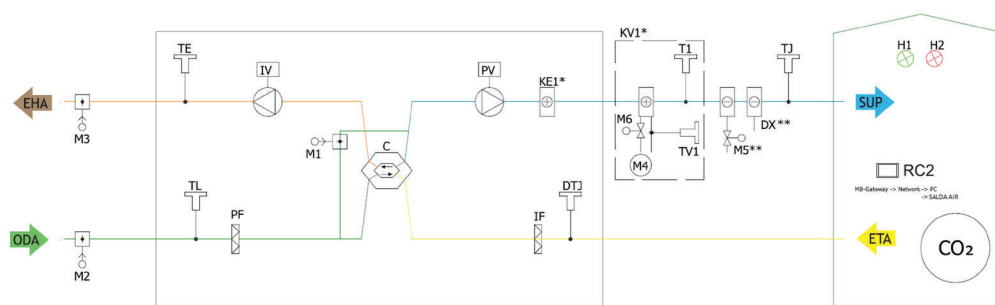 KV1*
H1 H2
TE T1 TJ
IV PV KE1*
EHA
SUP
M6
DX**
M3
M1 C
M5**
TV1
M4
RC2
TL DTJ
MB-Gateway -> Network -> PC
-> SALDA AIR
PF IF
ODA
ETA
CO₂
M2